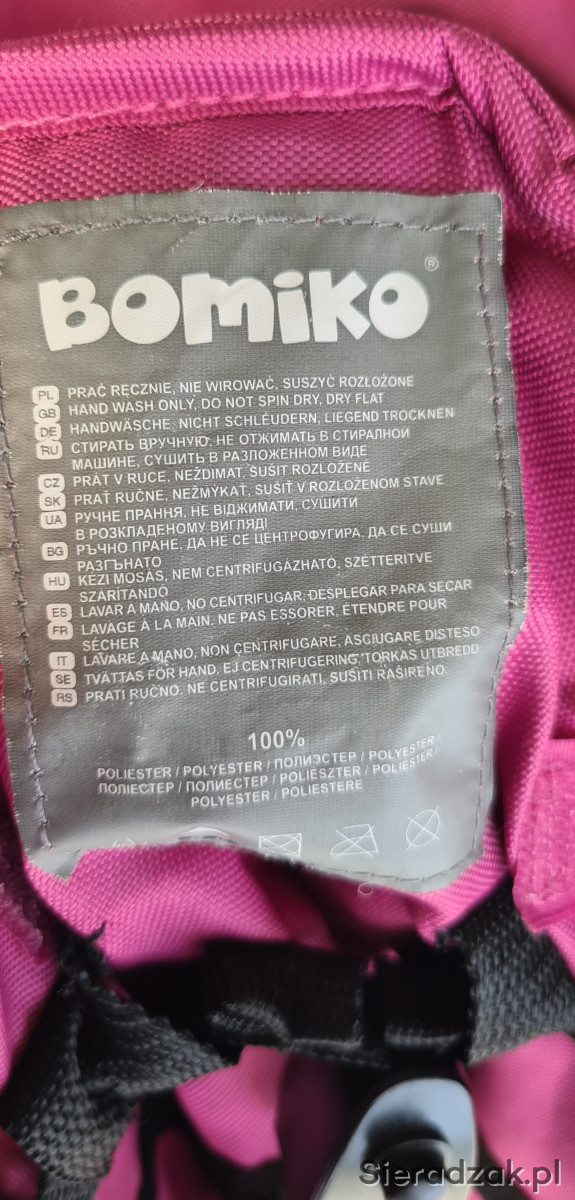 BOMIKO ®
PL PRAĆ RĘCZNIE, NIE WIROWAĆ, SUSZYĆ ROZŁOŻONE
GB HAND WASH ONLY, DO NOT SPIN DRY, DRY FLAT
DE HANDWÄSCHE, NICHT SCHLEUDERN, LIEGEND TROCKNEN
RU СТИРАТЬ ВРУЧНУЮ, НЕ ОТЖИМАТЬ В СТИРАЛНОЙ
МАШИНЕ, СУШИТЬ В РАЗЛОЖЕННОМ ВИДЕ
CZ PRÁT V RUCE, NEŽDIMAT, SUŠIT ROZLOŽENÉ
SK PRAŤ RUČNE, NEŽMÝKAŤ, SUŠIŤ V ROZLOŽENOM STAVE
UA РУЧНЕ ПРАННЯ, НЕ ВІДЖИМАТИ, СУШИТИ
В РОЗКЛАДЕНОМУ ВИГЛЯДІ
BG РЪЧНО ПРАНЕ, ДА НЕ СЕ ЦЕНТРОФУГИРА, ДА СЕ СУШИ
РАЗГЪНАТО
HU KÉZI MOSÁS, NEM CENTRIFUGÁZHATÓ, SZÉTTERITVE
SZÁRÍTANDÓ
ES LAVAR A MANO, NO CENTRIFUGAR, DESPLEGAR PARA SECAR
FR LAVAGE À LA MAIN, NE PAS ESSORER, ÉTENDRE POUR
SÉCHER
IT LAVARE A MANO, NON CENTRIFUGARE, ASCIUGARE DISTESO
SE TVÄTTAS FÖR HAND, EJ CENTRIFUGERING, TORKAS UTBREDD
RS PRATI RUČNO, NE CENTRIFUGIRATI, SUŠITI RAŠIRENO.
100%
POLIESTER / POLYESTER / ПОЛИЭСТЕР / POLYESTER /
ПОЛІЕСТЕР / ПОЛИЕСТЕР / POLIÉSZTER / POLIESTER /
POLYESTER / POLIESTERE
Sieradzak.pl